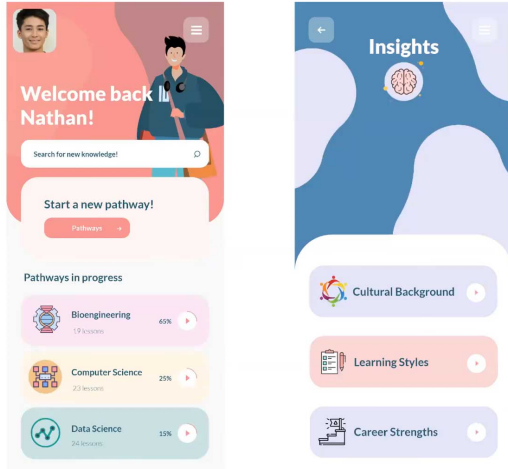 Welcome back
Nathan!
Search for new knowledge!
Start a new pathway!
Pathways
Pathways in progress
Bioengineering
19 lessons
65%
Computer Science
23 lessons
25%
Data Science
24 lessons
15%
Insights
Cultural Background
Learning Styles
Career Strengths